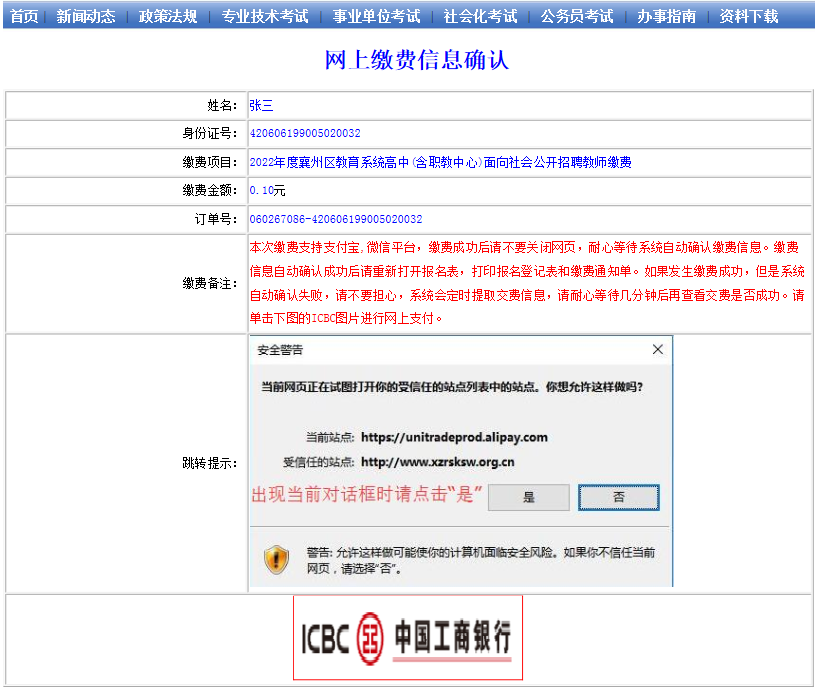 首页 | 新闻动态 | 政策法规 | 专业技术考试 | 事业单位考试 | 社会化考试 | 公务员考试 | 办事指南 | 资料下载
网上缴费信息确认
姓名： 张三
身份证号： 420606199005020032
缴费项目： 2022年度襄州区教育系统高中(含职教中心)面向社会公开招聘教师缴费
缴费金额： 0.10元
订单号： 060267086-420606199005020032
缴费备注：
本次缴费支持支付宝,微信平台，缴费成功后请不要关闭网页，耐心等待系统自动确认缴费信息。缴费
信息自动确认成功后请重新打开报名表，打印报名登记表和缴费通知单。如果发生缴费成功，但是系统
自动确认失败，请不要担心，系统会定时提取交费信息，请耐心等待几分钟后再查看交费是否成功。请
单击下图的ICBC图片进行网上支付。
跳转提示：
安全警告
当前网页正在试图打开你的受信任的站点列表中的站点。你想允许这样做吗?
当前站点: https://unitradeprod.alipay.com
受信任的站点: http://www.xzrsksw.org.cn
出现当前对话框时请点击“是” 是 否
警告: 允许这样做可能使你的计算机面临安全风险。如果你不信任当前
网页，请选择“否”。
ICBC 中国工商银行